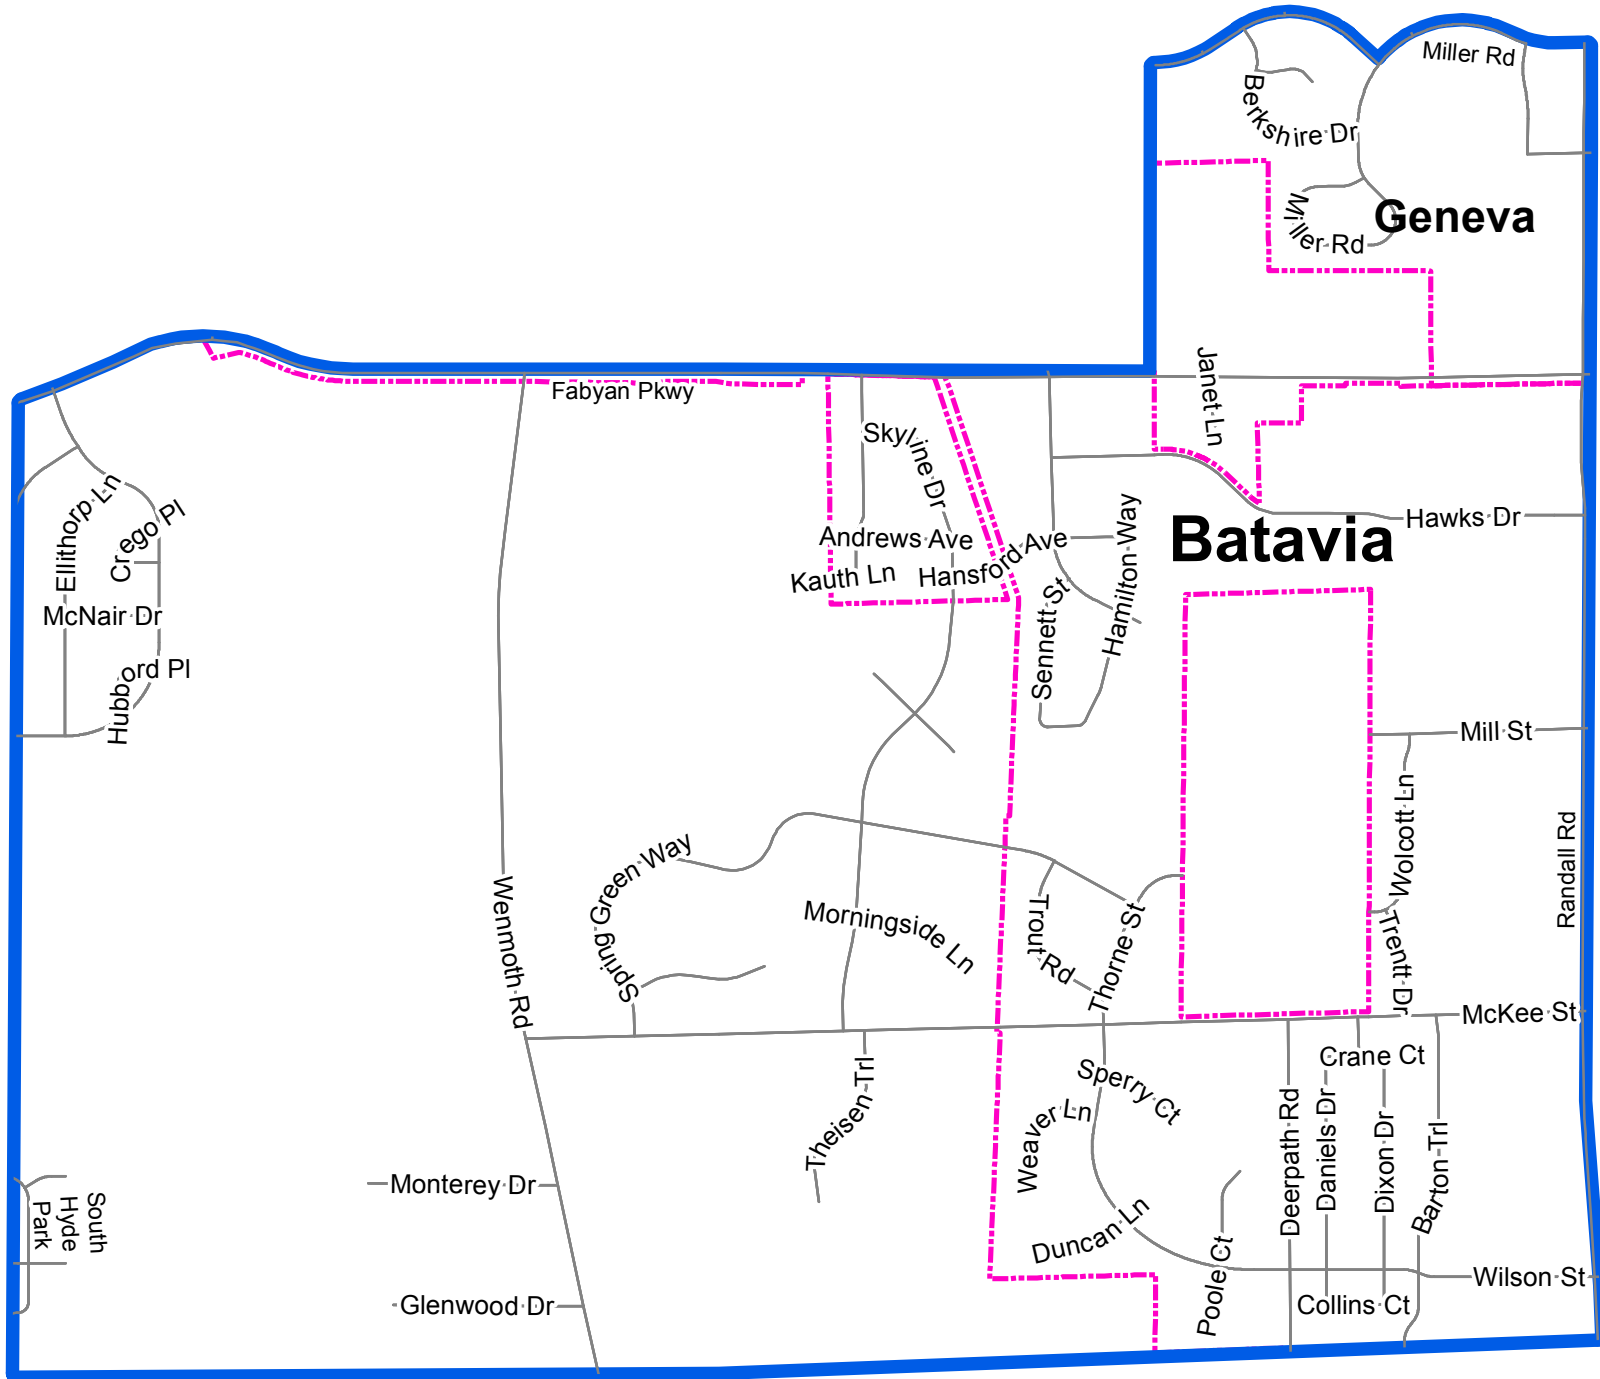 Miller Rd
Berkshire Dr
Miller Rd
Geneva
Janet Ln
Fabyan Pkwy
Skyline Dr
Ellithorp Ln
Crego Pl
Andrews Ave
Kauth Ln
Hansford Ave
Hamilton Way
Batavia
Hawks Dr
McNair Dr
Sennett St
Hubbord Pl
Mill St
Wolcott Ln
Randall Rd
Spring Green Way
Wenmoth Rd
Morningside Ln
Trout Rd
Thorne St
Trentt Dr
McKee St
Crane Ct
Theisen Trl
Sperry Ct
Weaver Ln
Deerpath Rd
Daniels Dr
Dixon Dr
Barton Trl
Monterey Dr
South
Hyde
Park
Duncan Ln
Poole Ct
Wilson St
Glenwood Dr
Collins Ct